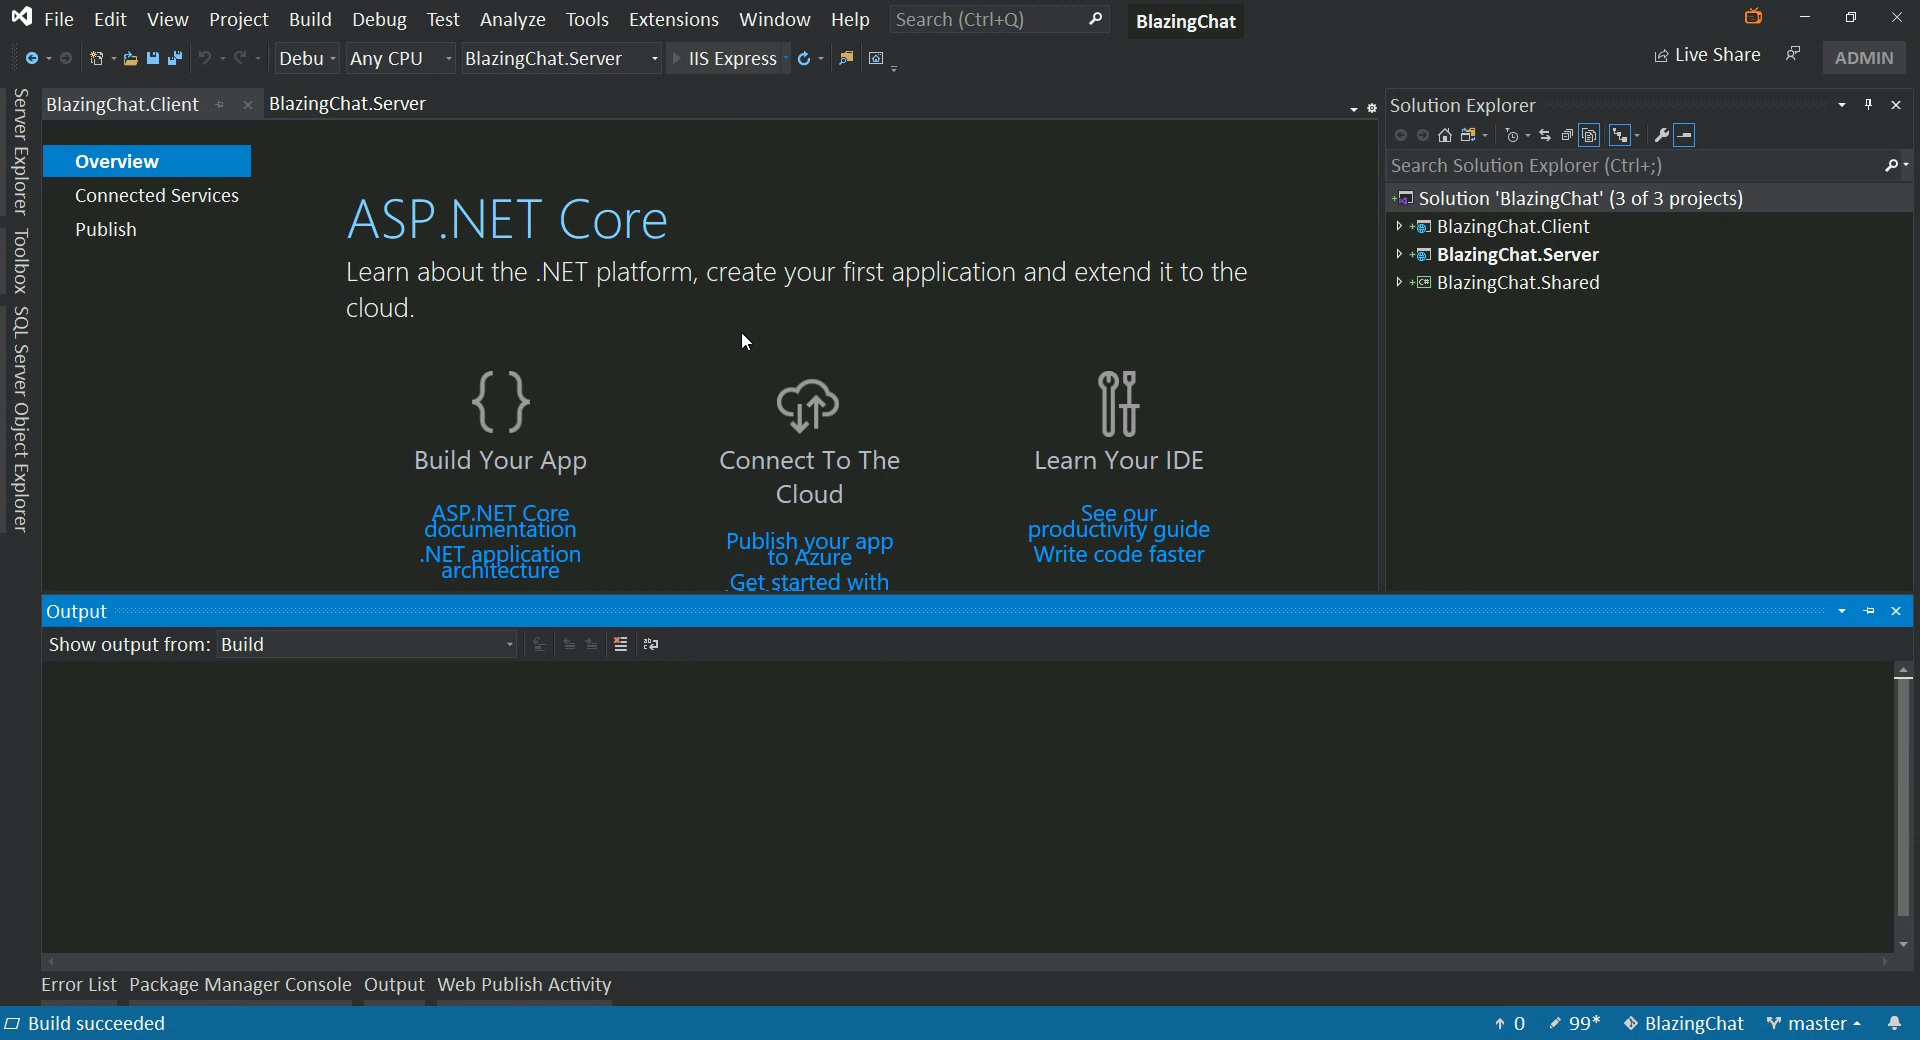 File Edit View Project Build Debug Test Analyze Tools Extensions Window Help Search (Ctrl+Q) BlazingChat
Debu Any CPU BlazingChat.Server IIS Express Live Share ADMIN
Server Explorer
Toolbox
SQL Server Object Explorer
BlazingChat.Client BlazingChat.Server
Overview
Connected Services
Publish
ASP.NET Core
Learn about the .NET platform, create your first application and extend it to the
cloud.
Build Your App
ASP.NET Core
documentation
.NET application
architecture
Connect To The
Cloud
Publish your app
to Azure
Get started with
Learn Your IDE
See our
productivity guide
Write code faster
Solution Explorer
Search Solution Explorer (Ctrl+;)
Solution 'BlazingChat' (3 of 3 projects)
BlazingChat.Client
BlazingChat.Server
C# BlazingChat.Shared
Output
Show output from: Build
Error List Package Manager Console Output Web Publish Activity
Build succeeded 0 99* BlazingChat master